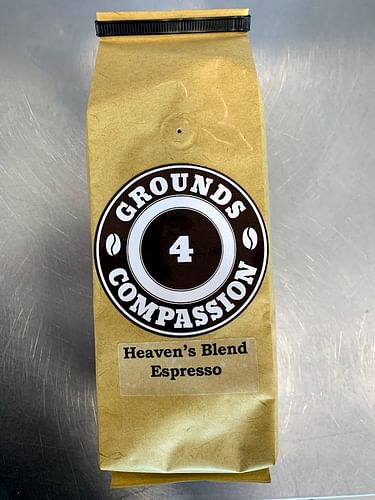 GROUNDS
4
COMPASSION
Heaven's Blend
Espresso